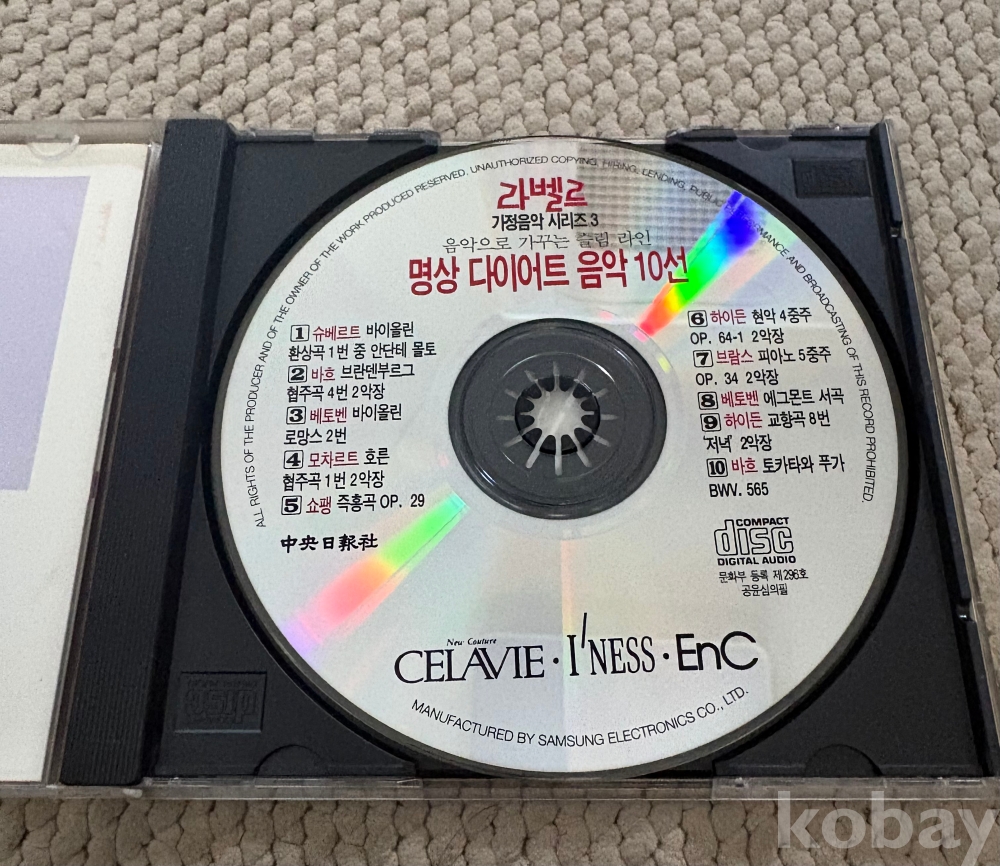 ALL RIGHTS OF THE PRODUCER AND OF THE OWNER OF THE WORK PRODUCED RESERVED. UNAUTHORIZED COPYING, HIRING, LENDING, PUBLIC PERFORMANCE AND BROADCASTING OF THIS RECORD PROHIBITED.
라벨르
가정음악 시리즈 3
음악으로 가꾸는 슬림 라인
명상 다이어트 음악 10선
1 슈베르트 바이올린
환상곡 1번 중 안단테 몰토
2 바흐 브란덴부르그
협주곡 4번 2악장
3 베토벤 바이올린
로망스 2번
4 모차르트 호른
협주곡 1번 2악장
5 쇼팽 즉흥곡 OP. 29
中央日報社
6 하이든 현악 4중주
OP. 64-1 2악장
7 브람스 피아노 5중주
OP. 34 2악장
8 베토벤 에그몬트 서곡
9 하이든 교향곡 8번
'저녁' 2악장
10 바흐 토카타와 푸가
BWV. 565
COMPACT
disc
DIGITAL AUDIO
문화부 등록 제296호
공윤심의필
New Couture
CELAVIE · I'NESS · EnC
MANUFACTURED BY SAMSUNG ELECTRONICS CO., LTD.
disc
kobay